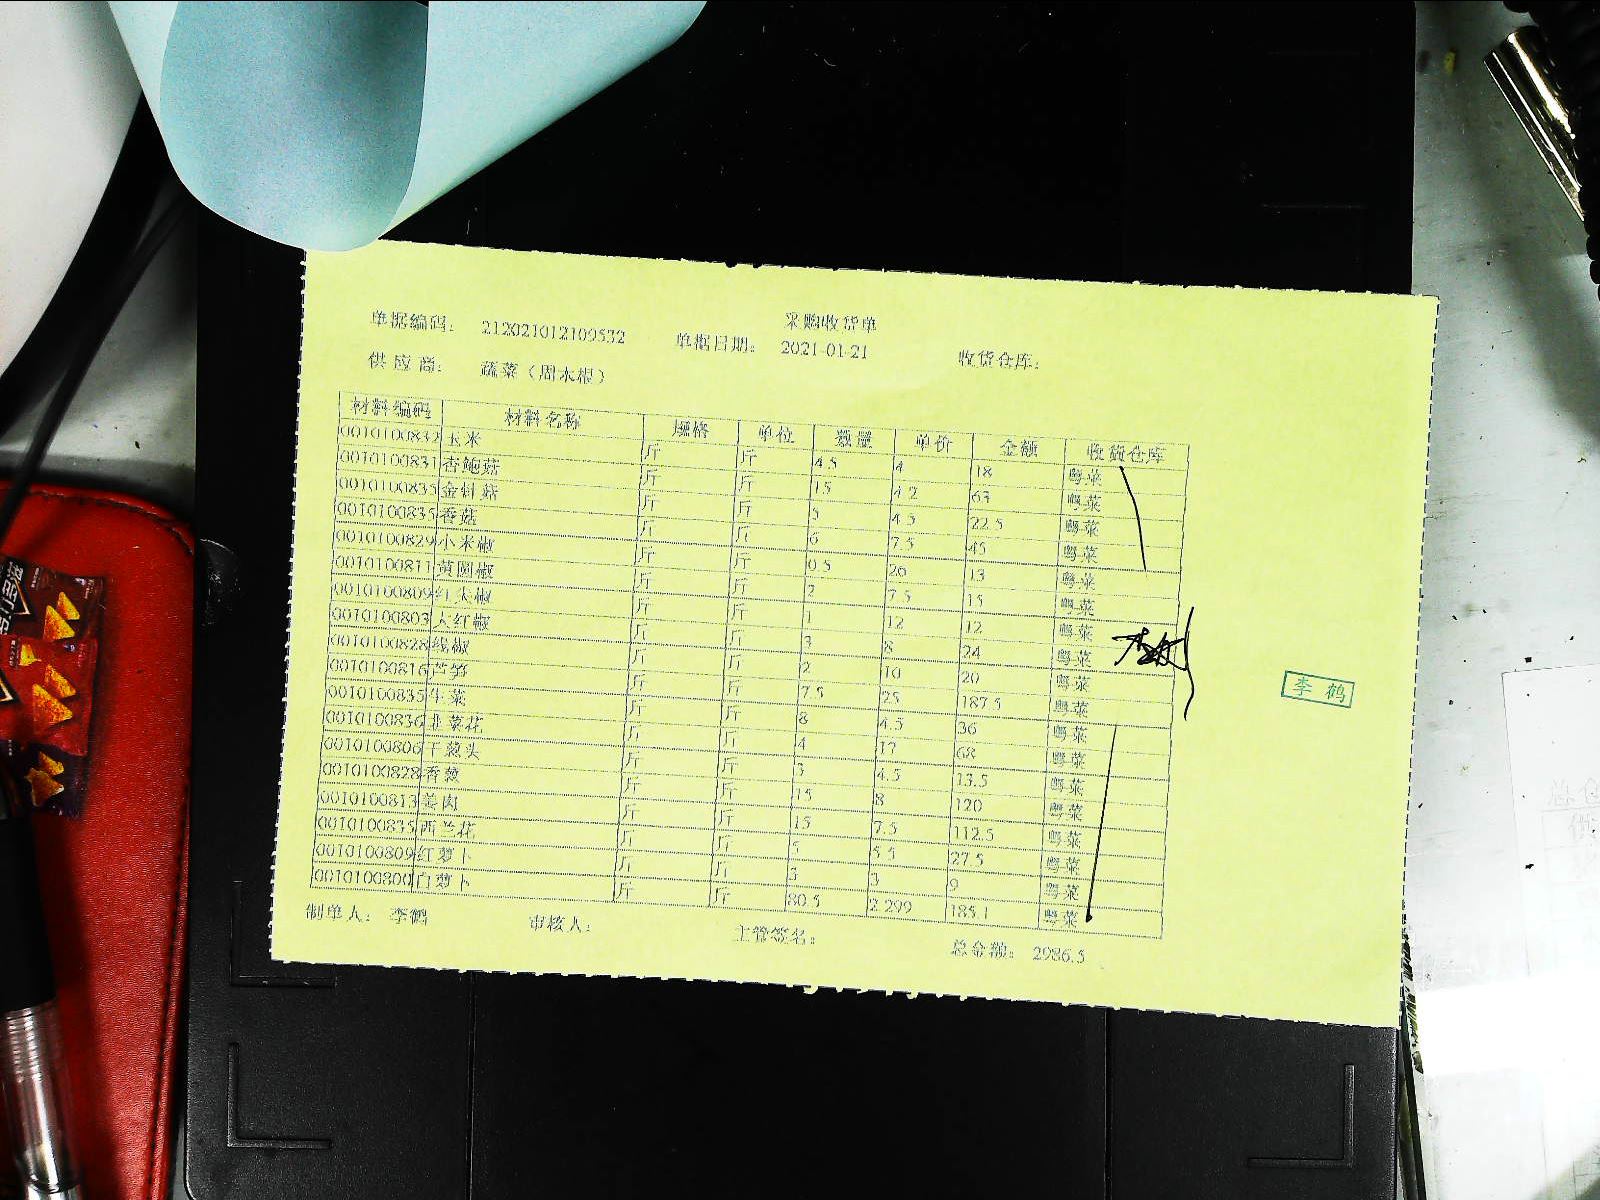 采购收货单
单据编码： 212021012109532 单据日期： 2021-01-21 收货仓库：
供 应 商： 蔬菜（周木根）
材料编码 材料名称 规格 单位 数量 单价 金额 收货仓库
0010100832 玉米 斤 斤 4.5 4 18 粤菜
0010100831 杏鲍菇 斤 斤 15 4.2 63 粤菜
0010100835 金针菇 斤 斤 5 4.5 22.5 粤菜
0010100835 香菇 斤 斤 6 7.5 45 粤菜
0010100829 小米椒 斤 斤 0.5 26 13 粤菜
0010100811 黄圆椒 斤 斤 2 7.5 15 粤菜
0010100809 红尖椒 斤 斤 1 12 12 粤菜
0010100803 大红椒 斤 斤 3 8 24 粤菜
0010100828 线椒 斤 斤 2 10 20 粤菜
0010100816 芦笋 斤 斤 7.5 25 187.5 粤菜
0010100835 生菜 斤 斤 8 4.5 36 粤菜
0010100836 韭菜花 斤 斤 4 17 68 粤菜
0010100806 干葱头 斤 斤 3 4.5 13.5 粤菜
0010100828 香葱 斤 斤 15 8 120 粤菜
0010100813 姜肉 斤 斤 15 7.5 112.5 粤菜
0010100835 西兰花 斤 斤 5 5.5 27.5 粤菜
0010100809 红萝卜 斤 斤 3 3 9 粤菜
0010100800 白萝卜 斤 斤 80.5 2.299 185.1 粤菜
李 鹤
制单人： 李鹤 审核人： 主管签名： 总金额： 2986.5